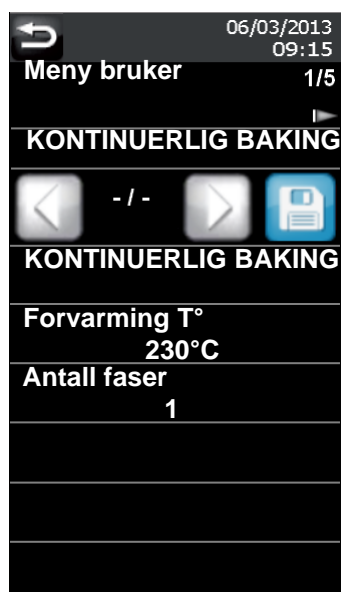 06/03/2013
09:15
Meny bruker
1/5
KONTINUERLIG BAKING
- / -
KONTINUERLIG BAKING
Forvarming T°
230°C
Antall faser
1